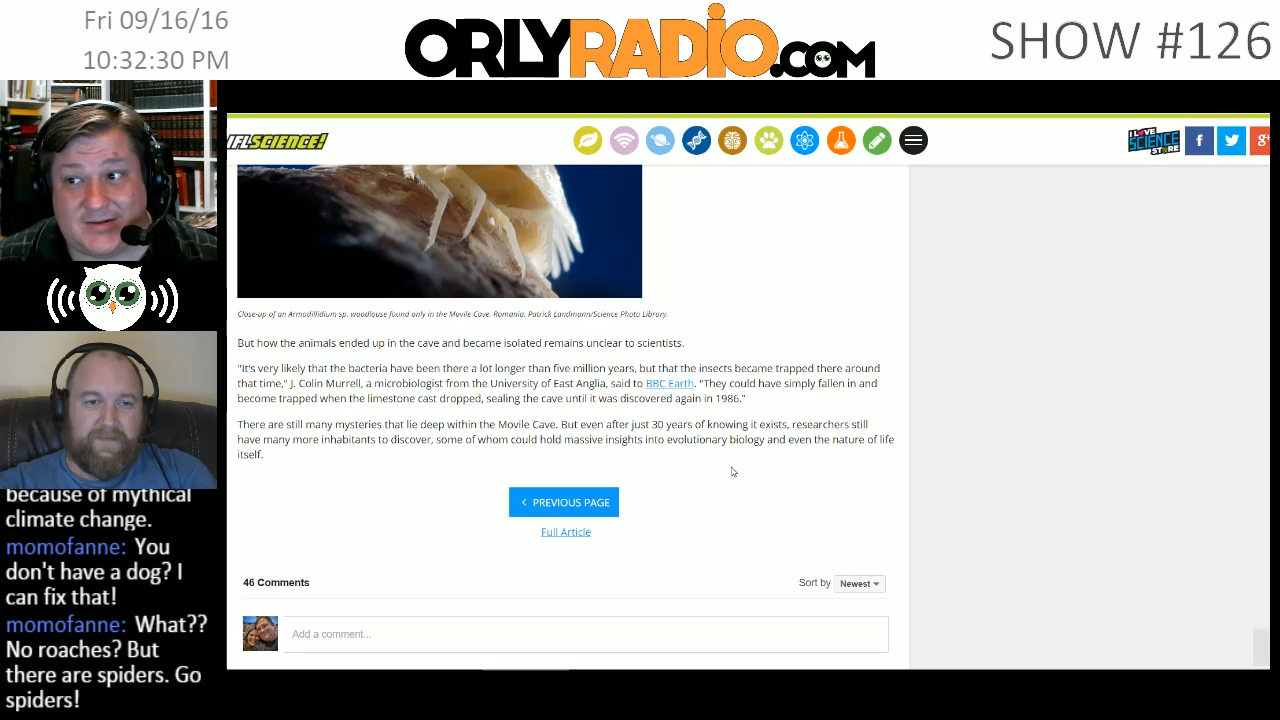 Fri 09/16/16
10:32:30 PM
ORLYRADIO.COM
SHOW #126
IFLSCIENCE!
I LOVE
SCIENCE
STORE
f
g+
Close-up of an Armadillidium sp. woodlouse found only in the Movile Cave, Romania. Patrick Landmann/Science Photo Library.
But how the animals ended up in the cave and became isolated remains unclear to scientists.
"It's very likely that the bacteria have been there a lot longer than five million years, but that the insects became trapped there around
that time," J. Colin Murrell, a microbiologist from the University of East Anglia, said to BBC Earth. "They could have simply fallen in and
become trapped when the limestone cast dropped, sealing the cave until it was discovered again in 1986."
There are still many mysteries that lie deep within the Movile Cave. But even after just 30 years of knowing it exists, researchers still
have many more inhabitants to discover, some of whom could hold massive insights into evolutionary biology and even the nature of life
itself.
PREVIOUS PAGE
Full Article
46 Comments
Sort by Newest
Add a comment...
because of mythical
climate change.
momofanne: You
don't have a dog? I
can fix that!
momofanne: What??
No roaches? But
there are spiders. Go
spiders!